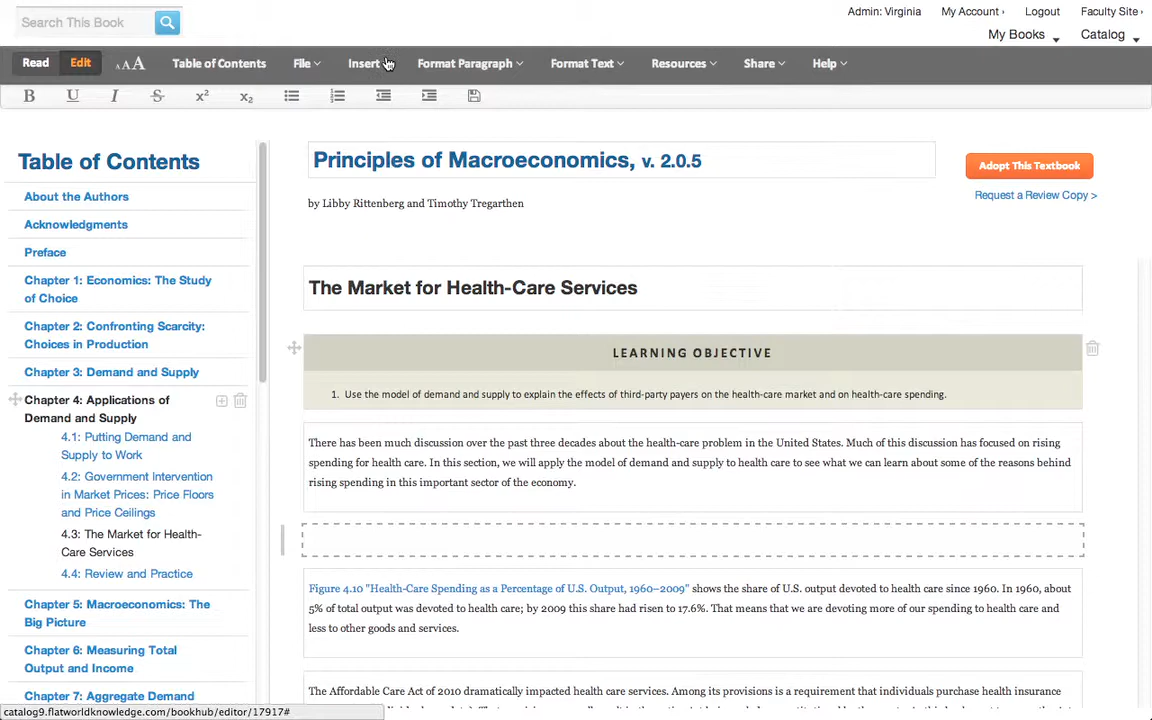 Search This Book
Admin: Virginia
My Account
Logout
Faculty Site
My Books
Catalog
Read
Edit
AAA
Table of Contents
File
Insert
Format Paragraph
Format Text
Resources
Share
Help
B U I S x² x₂
Table of Contents
About the Authors
Acknowledgments
Preface
Chapter 1: Economics: The Study
of Choice
Chapter 2: Confronting Scarcity:
Choices in Production
Chapter 3: Demand and Supply
Chapter 4: Applications of
Demand and Supply
4.1: Putting Demand and
Supply to Work
4.2: Government Intervention
in Market Prices: Price Floors
and Price Ceilings
4.3: The Market for Health-
Care Services
4.4: Review and Practice
Chapter 5: Macroeconomics: The
Big Picture
Chapter 6: Measuring Total
Output and Income
Chapter 7: Aggregate Demand
catalog9.flatworldknowledge.com/bookhub/editor/17917#
Principles of Macroeconomics, v. 2.0.5
by Libby Rittenberg and Timothy Tregarthen
Adopt This Textbook
Request a Review Copy >
The Market for Health-Care Services
LEARNING OBJECTIVE
1. Use the model of demand and supply to explain the effects of third-party payers on the health-care market and on health-care spending.
There has been much discussion over the past three decades about the health-care problem in the United States. Much of this discussion has focused on rising
spending for health care. In this section, we will apply the model of demand and supply to health care to see what we can learn about some of the reasons behind
rising spending in this important sector of the economy.
Figure 4.10 "Health-Care Spending as a Percentage of U.S. Output, 1960–2009" shows the share of U.S. output devoted to health care since 1960. In 1960, about
5% of total output was devoted to health care; by 2009 this share had risen to 17.6%. That means that we are devoting more of our spending to health care and
less to other goods and services.
The Affordable Care Act of 2010 dramatically impacted health care services. Among its provisions is a requirement that individuals purchase health insurance